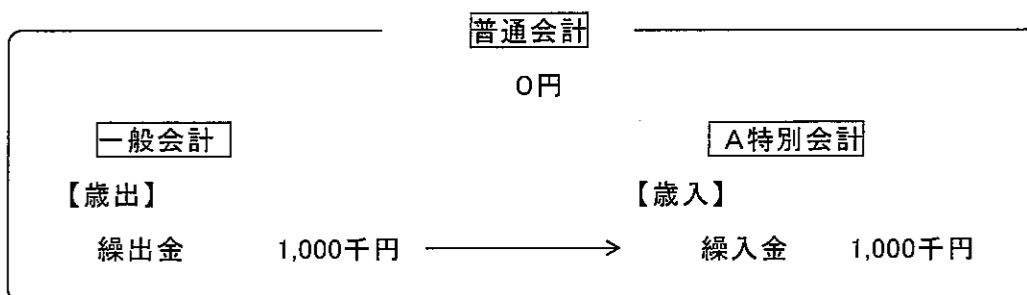 普通会計
0円
一般会計 A特別会計
【歳出】 【歳入】
繰出金 1,000千円 → 繰入金 1,000千円